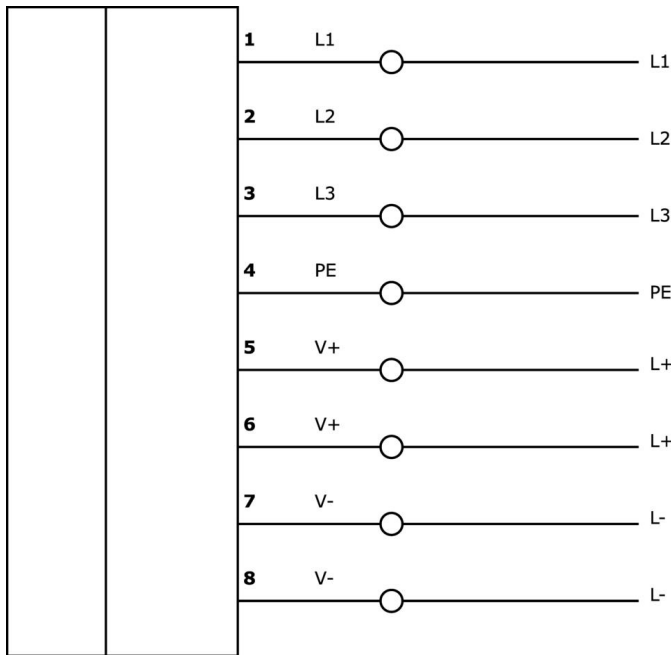 1 L1 L1
2 L2 L2
3 L3 L3
4 PE PE
5 V+ L+
6 V+ L+
7 V- L-
8 V- L-